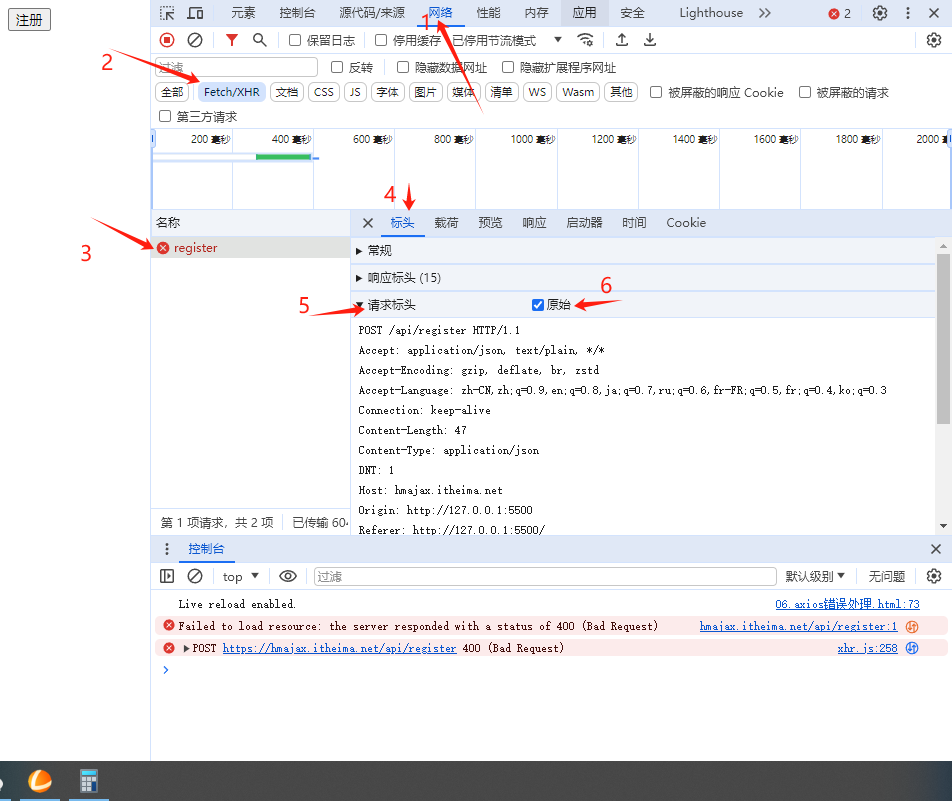 注册
元素 控制台 源代码/来源 网络 性能 内存 应用 安全 Lighthouse 2
1
保留日志 停用缓存 已停用节流模式
2
过滤 反转 隐藏数据网址 隐藏扩展程序网址
全部 Fetch/XHR 文档 CSS JS 字体 图片 媒体 清单 WS Wasm 其他 被屏蔽的响应 Cookie 被屏蔽的请求
第三方请求
200 毫秒 400 毫秒 600 毫秒 800 毫秒 1000 毫秒 1200 毫秒 1400 毫秒 1600 毫秒 1800 毫秒 2000
4
名称 标头 载荷 预览 响应 启动器 时间 Cookie
3
register
常规
响应标头 (15)
5 6
请求标头 原始
POST /api/register HTTP/1.1
Accept: application/json, text/plain, */*
Accept-Encoding: gzip, deflate, br, zstd
Accept-Language: zh-CN,zh;q=0.9,en;q=0.8,ja;q=0.7,ru;q=0.6,fr-FR;q=0.5,fr;q=0.4,ko;q=0.3
Connection: keep-alive
Content-Length: 47
Content-Type: application/json
DNT: 1
Host: hmajax.itheima.net
Origin: http://127.0.0.1:5500
Referer: http://127.0.0.1:5500/
第 1 项请求，共 2 项 已传输 604
控制台
top 过滤 默认级别 无问题
Live reload enabled. 06.axios错误处理.html:73
Failed to load resource: the server responded with a status of 400 (Bad Request) hmajax.itheima.net/api/register:1
POST https://hmajax.itheima.net/api/register 400 (Bad Request) xhr.js:258